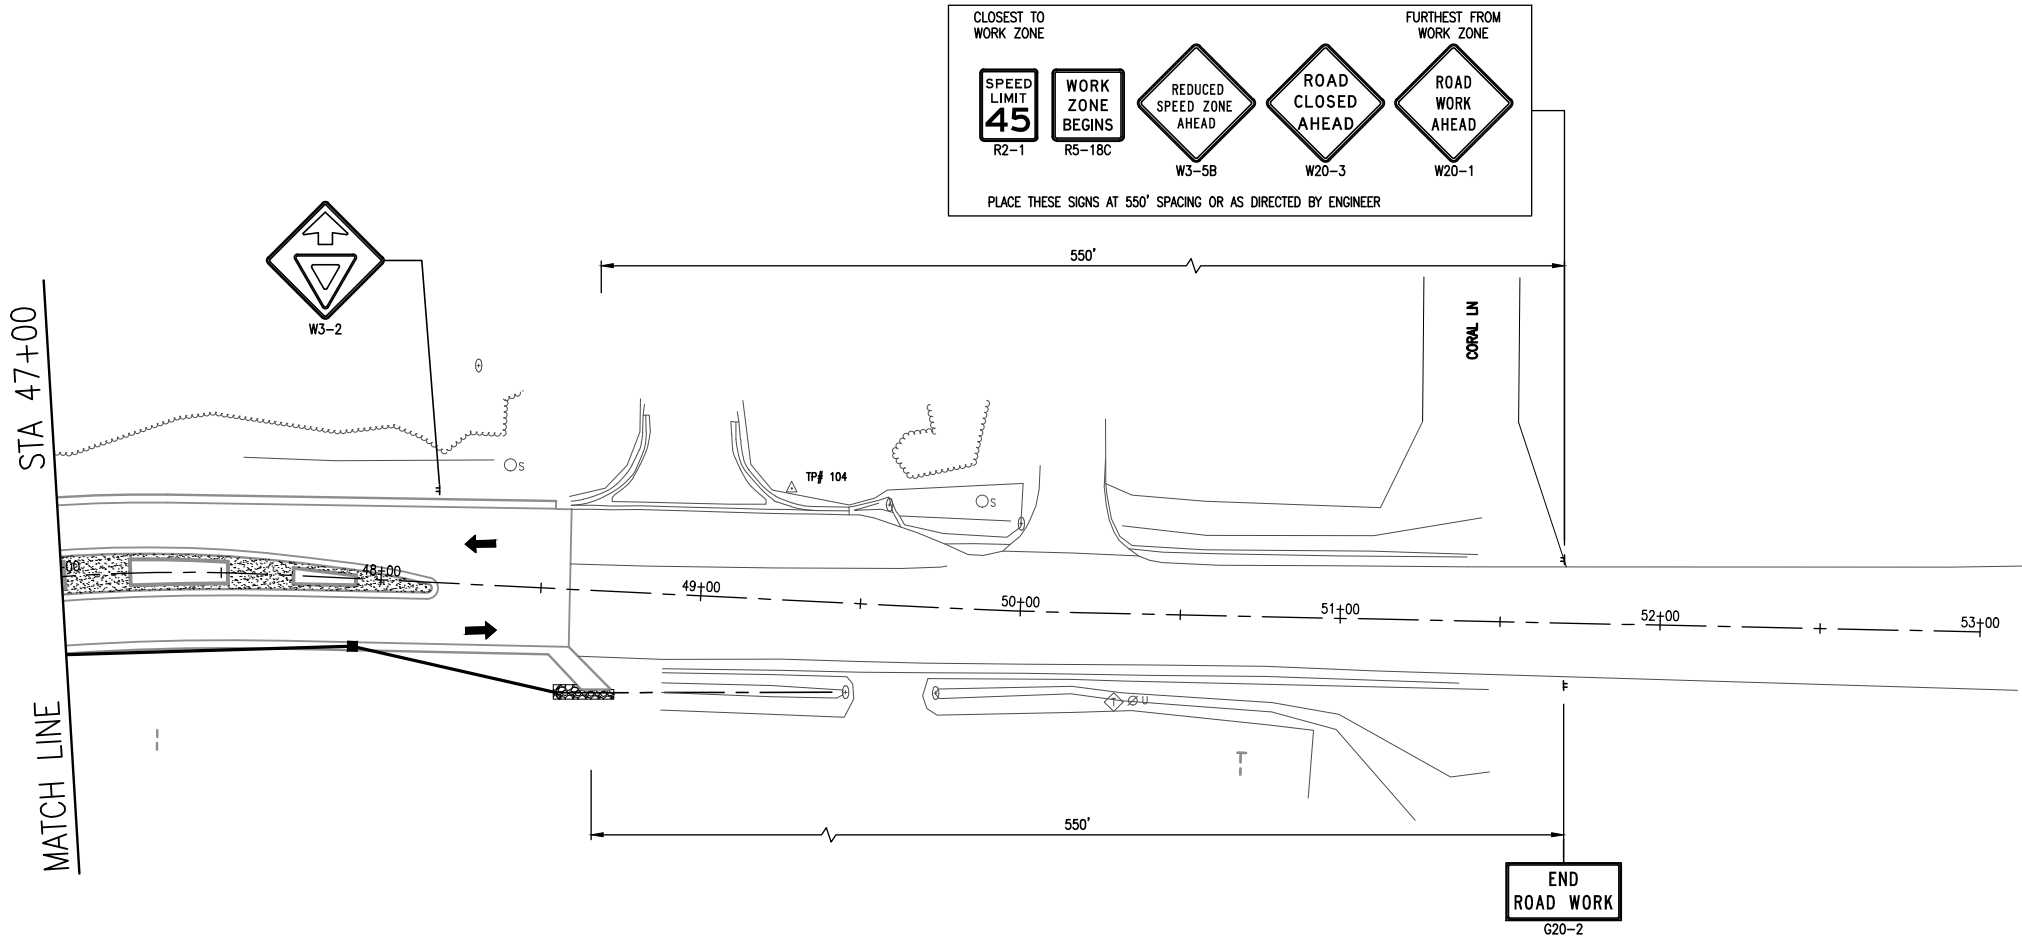 CLOSEST TO
WORK ZONE
FURTHEST FROM
WORK ZONE
SPEED
LIMIT
45
R2-1
WORK
ZONE
BEGINS
R5-18C
REDUCED
SPEED ZONE
AHEAD
W3-5B
ROAD
CLOSED
AHEAD
W20-3
ROAD
WORK
AHEAD
W20-1
PLACE THESE SIGNS AT 550' SPACING OR AS DIRECTED BY ENGINEER
W3-2
550'
CORAL LN
STA 47+00
MATCH LINE
S
TP# 104
S
00
48+00
49+00
50+00
51+00
52+00
53+00
T
U
T
550'
END
ROAD WORK
G20-2